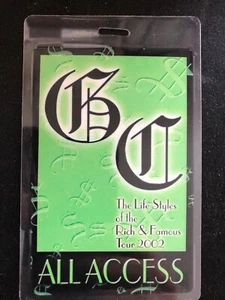 GC
The Life Styles
of the
Rich & Famous
Tour 2002
ALL ACCESS